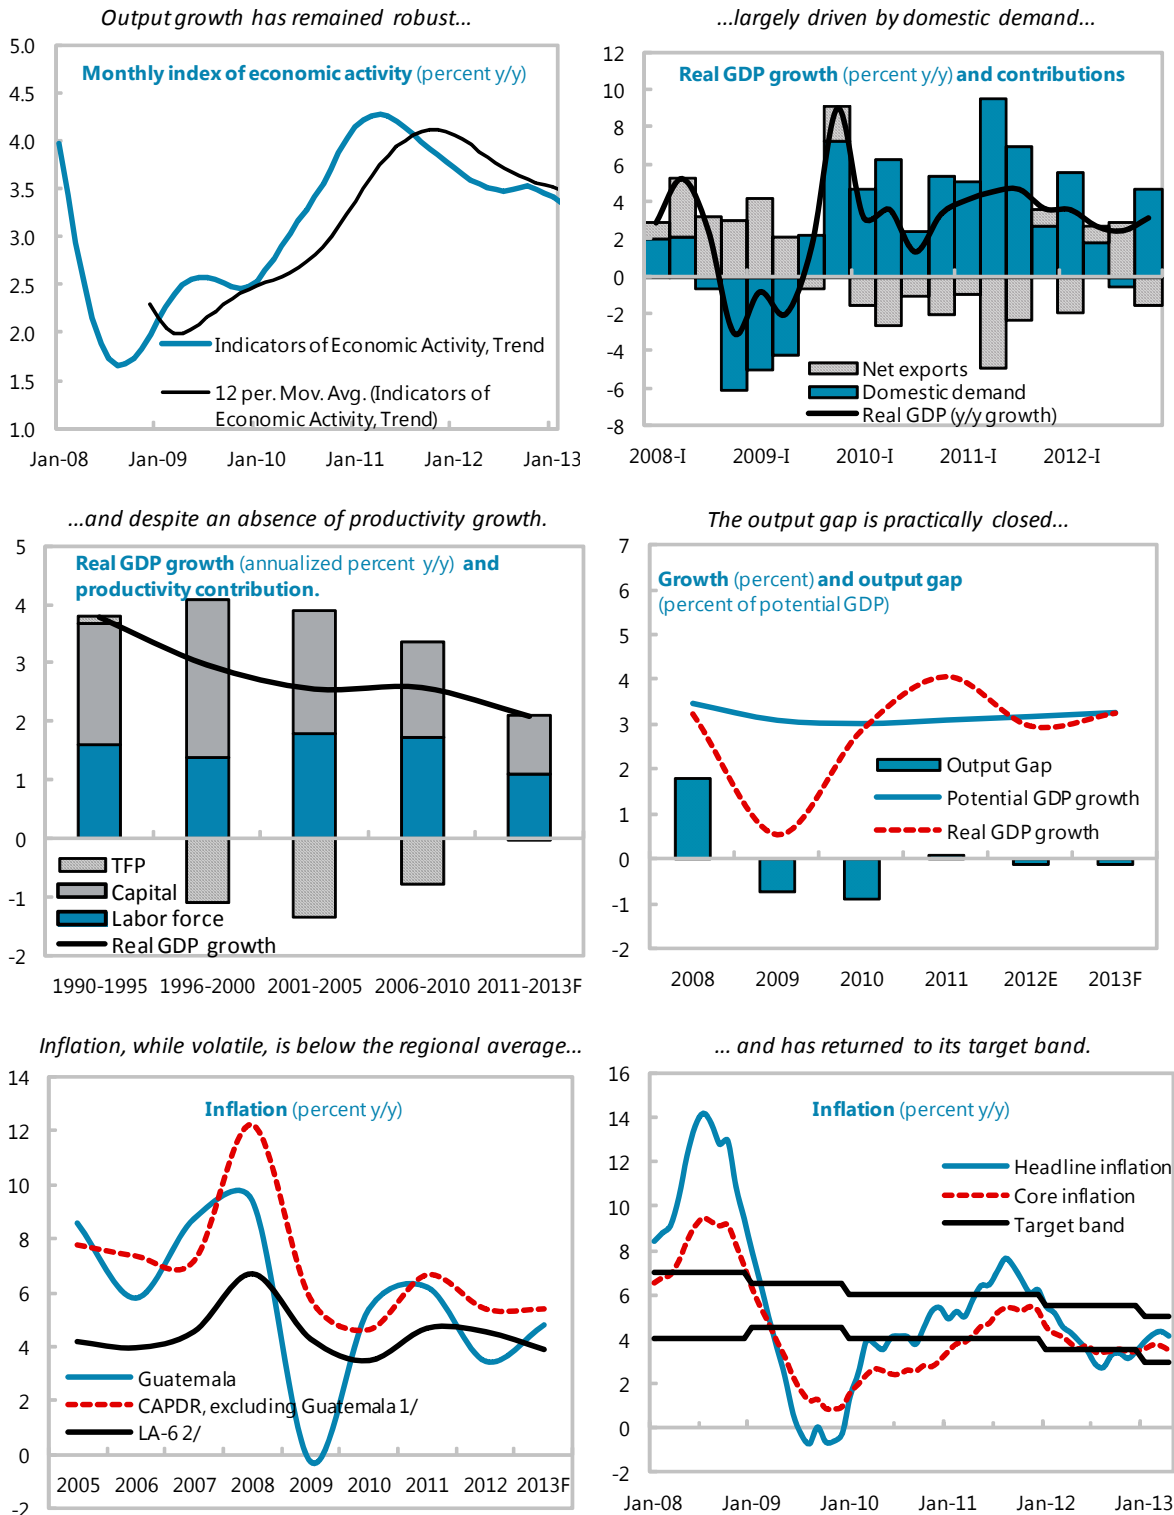 Output growth has remained robust...
5.0
4.5
4.0
3.5
3.0
2.5
2.0
1.5
1.0
Monthly index of economic activity (percent y/y)
Indicators of Economic Activity, Trend
12 per. Mov. Avg. (Indicators of
Economic Activity, Trend)
Jan-08 Jan-09 Jan-10 Jan-11 Jan-12 Jan-13
...largely driven by domestic demand...
12
10
8
6
4
2
0
-2
-4
-6
-8
Real GDP growth (percent y/y) and contributions
Net exports
Domestic demand
Real GDP (y/y growth)
2008-I 2009-I 2010-I 2011-I 2012-I
...and despite an absence of productivity growth.
5
4
3
2
1
0
-1
-2
Real GDP growth (annualized percent y/y) and
productivity contribution.
TFP
Capital
Labor force
Real GDP growth
1990-1995 1996-2000 2001-2005 2006-2010 2011-2013F
The output gap is practically closed...
7
6
5
4
3
2
1
0
-1
-2
Growth (percent) and output gap
(percent of potential GDP)
Output Gap
Potential GDP growth
Real GDP growth
2008 2009 2010 2011 2012E 2013F
Inflation, while volatile, is below the regional average...
14
12
10
8
6
4
2
0
-2
Inflation (percent y/y)
Guatemala
CAPDR, excluding Guatemala 1/
LA-6 2/
2005 2006 2007 2008 2009 2010 2011 2012 2013F
... and has returned to its target band.
16
14
12
10
8
6
4
2
0
-2
Inflation (percent y/y)
Headline inflation
Core inflation
Target band
Jan-08 Jan-09 Jan-10 Jan-11 Jan-12 Jan-13